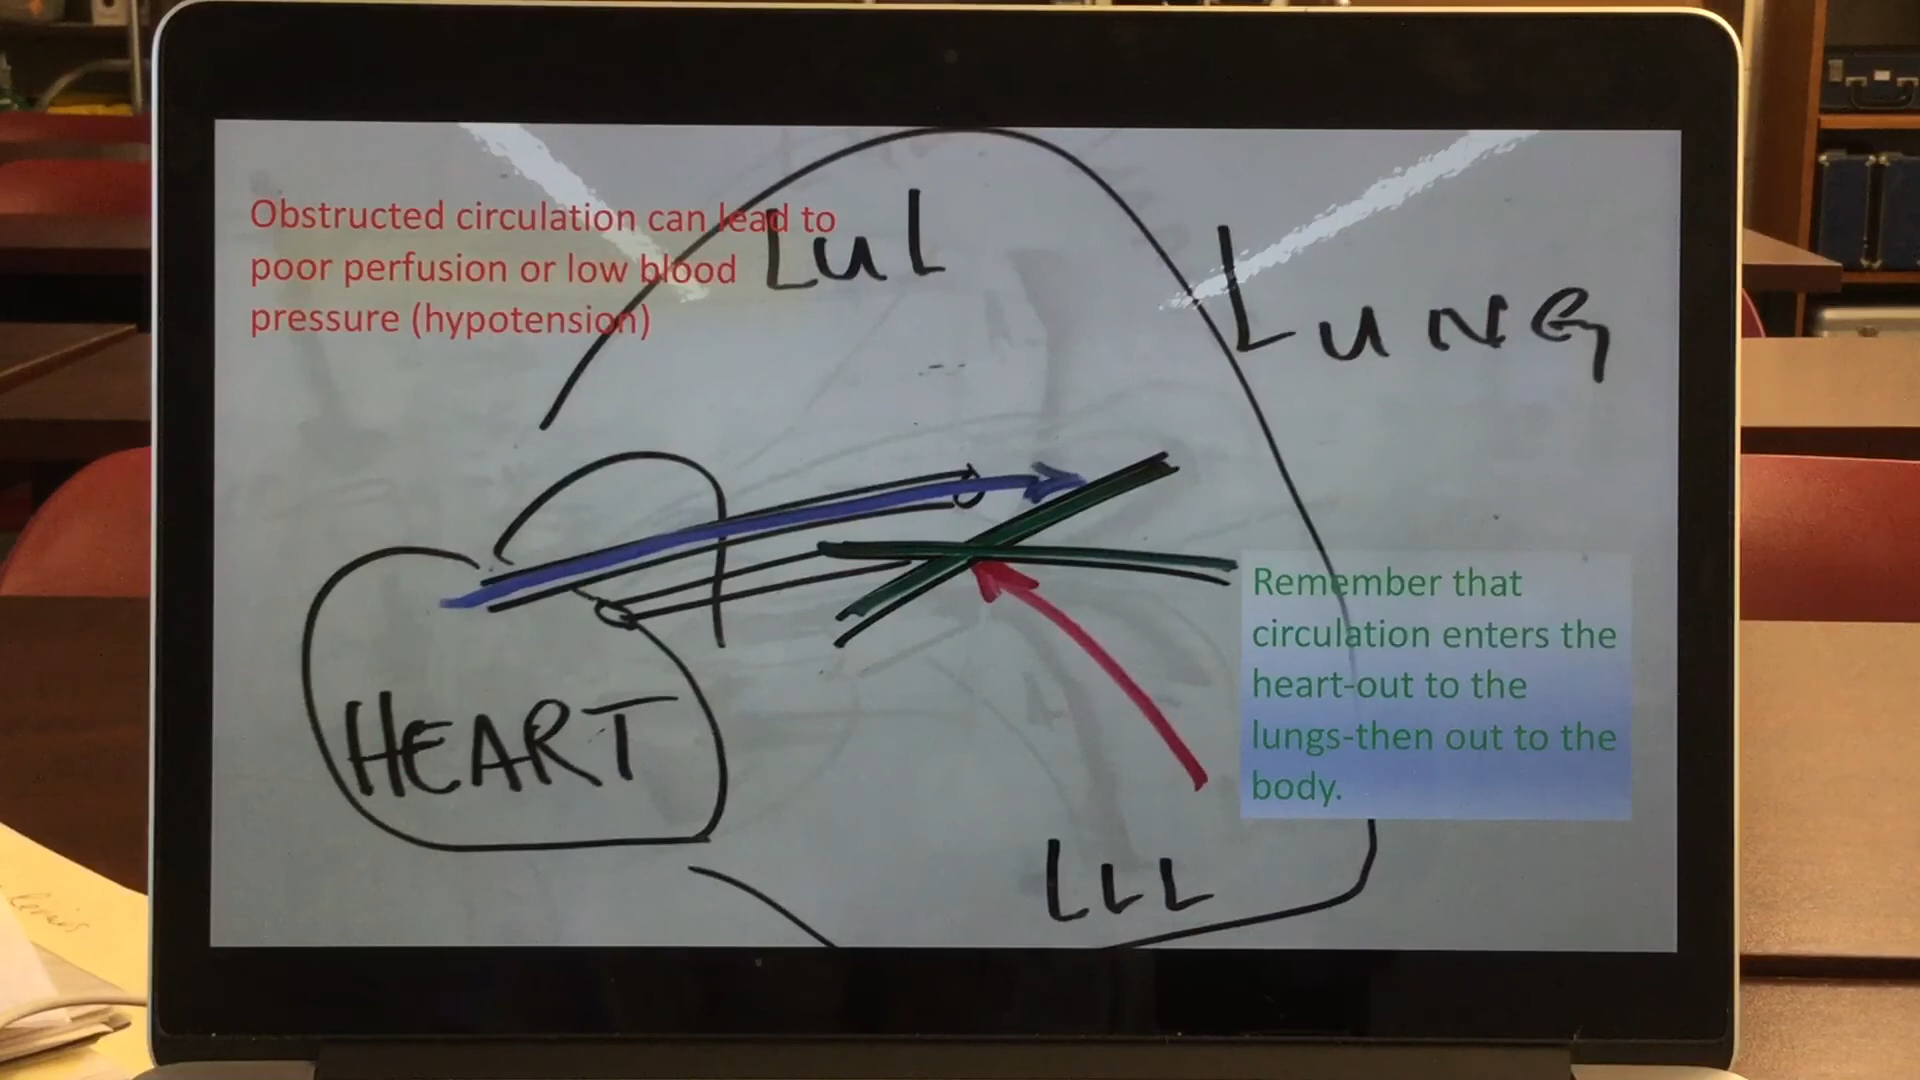 Obstructed circulation can lead to
poor perfusion or low blood
pressure (hypotension)
LUL
LUNG
HEART
Remember that
circulation enters the
heart-out to the
lungs-then out to the
body.
LLL